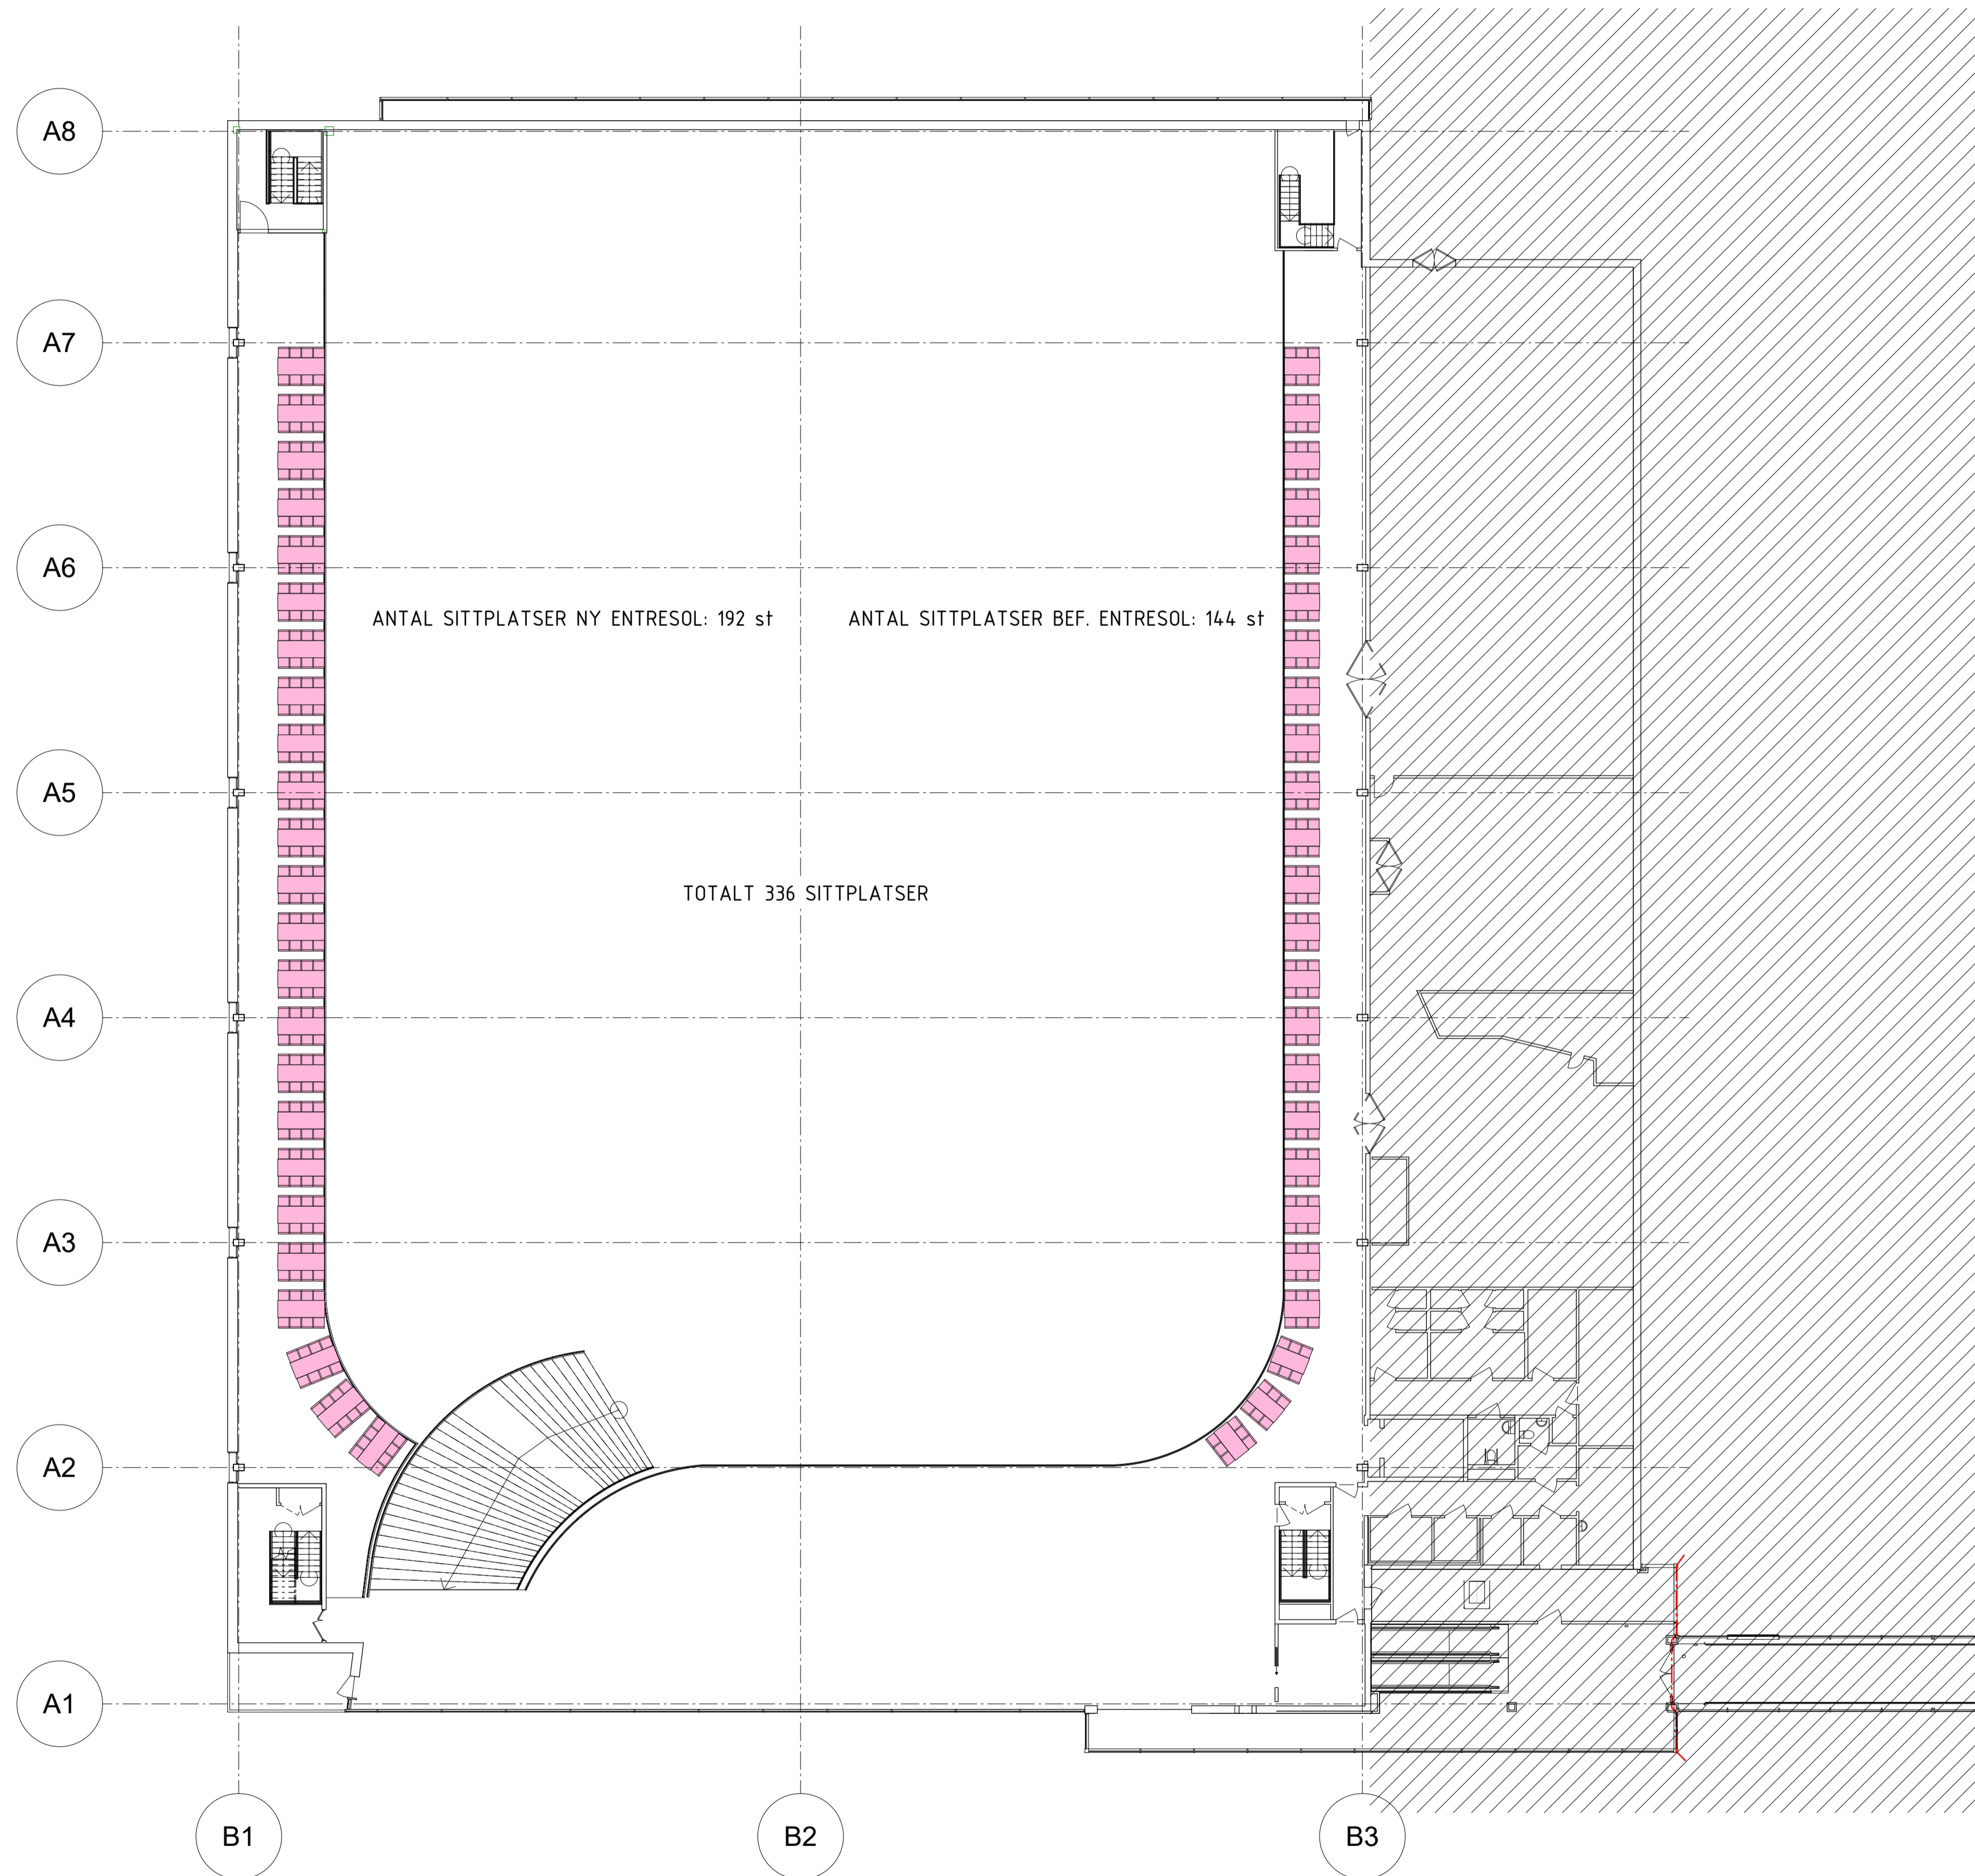 A8
A7
A6
ANTAL SITTPLATSER NY ENTRESOL: 192 st
ANTAL SITTPLATSER BEF. ENTRESOL: 144 st
A5
TOTALT 336 SITTPLATSER
A4
A3
A2
A1
B1
B2
B3